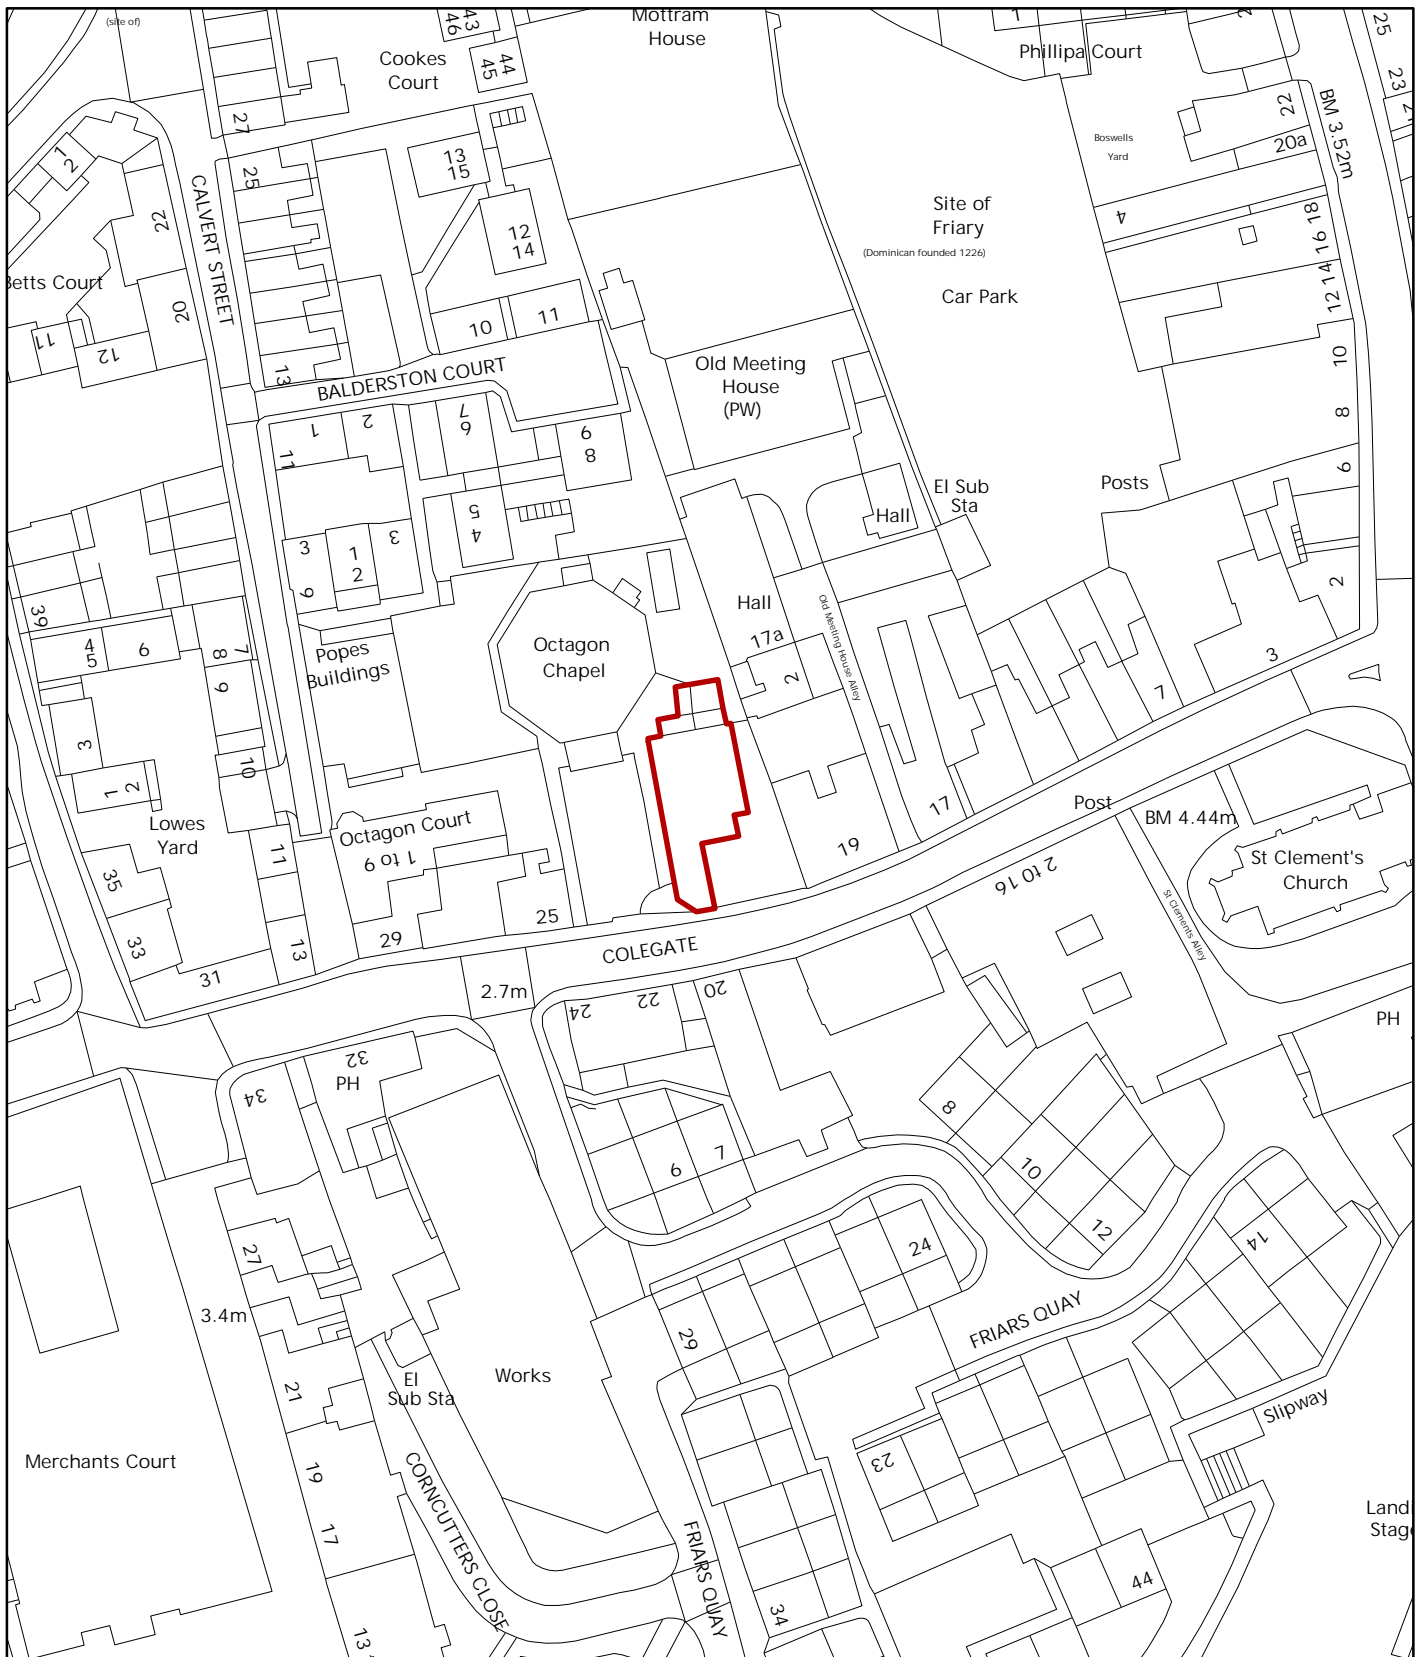 (site of)
46
43
Mottram
House
Cookes
Court
45
44
Phillipa Court
25
23
27
1
2
13
15
Boswells
Yard
22
20a
BM 3.52m
25
CALVERT STREET
22
12
14
Site of
Friary
(Dominican founded 1226)
4
18
16
Betts Court
20
Car Park
14
12
11
12
10
11
13
BALDERSTON COURT
Old Meeting
House
(PW)
10
8
1
2
7
6
9
8
11
6
El Sub
Sta
Posts
5
4
Hall
3
1
2
3
9
2
39
Hall
17a
Old Meeting House Alley
4
5
6
8
7
Popes
Buildings
Octagon
Chapel
2
3
9
7
3
10
1
2
Lowes
Yard
Octagon Court
1 to 9
17
Post
BM 4.44m
19
11
St Clement's
Church
35
2 to 16
St Clements Alley
33
13
29
25
COLEGATE
31
2.7m
24
22
20
PH
32
PH
34
8
6
7
10
12
27
24
14
3.4m
29
FRIARS QUAY
El
Sub Sta
Works
21
Slipway
Merchants Court
19
23
CORNCUTTERS CLOSE
17
FRIARS QUAY
Land
Stag
44
34
13